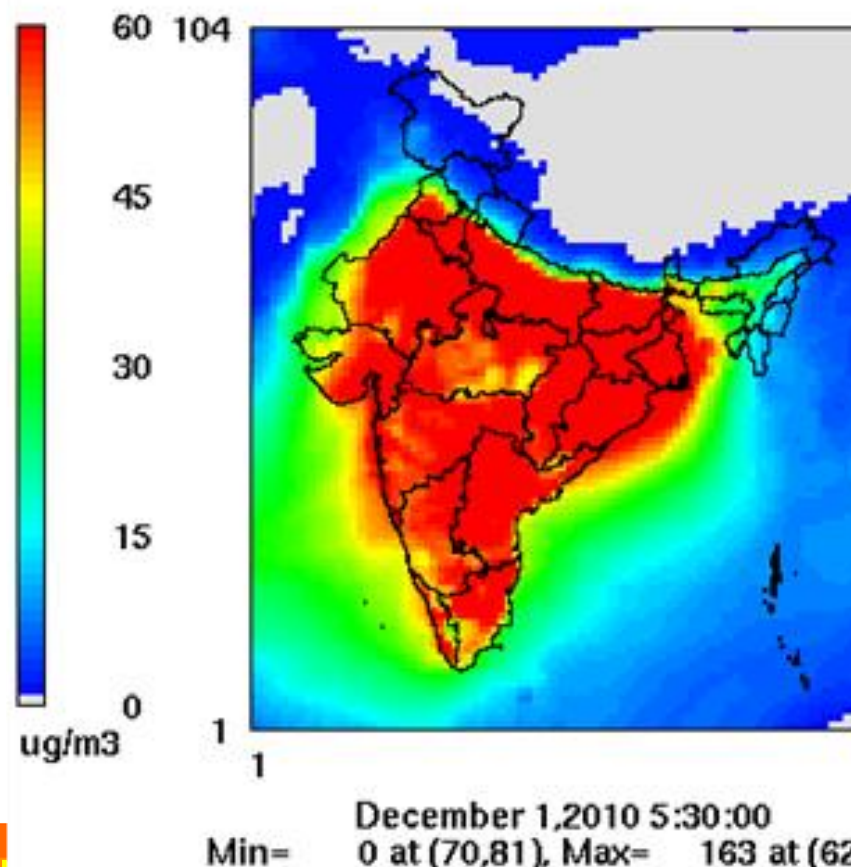 60
45
30
15
0
ug/m3
104
1
1
December 1,2010 5:30:00
Min= 0 at (70,81), Max= 163 at (62